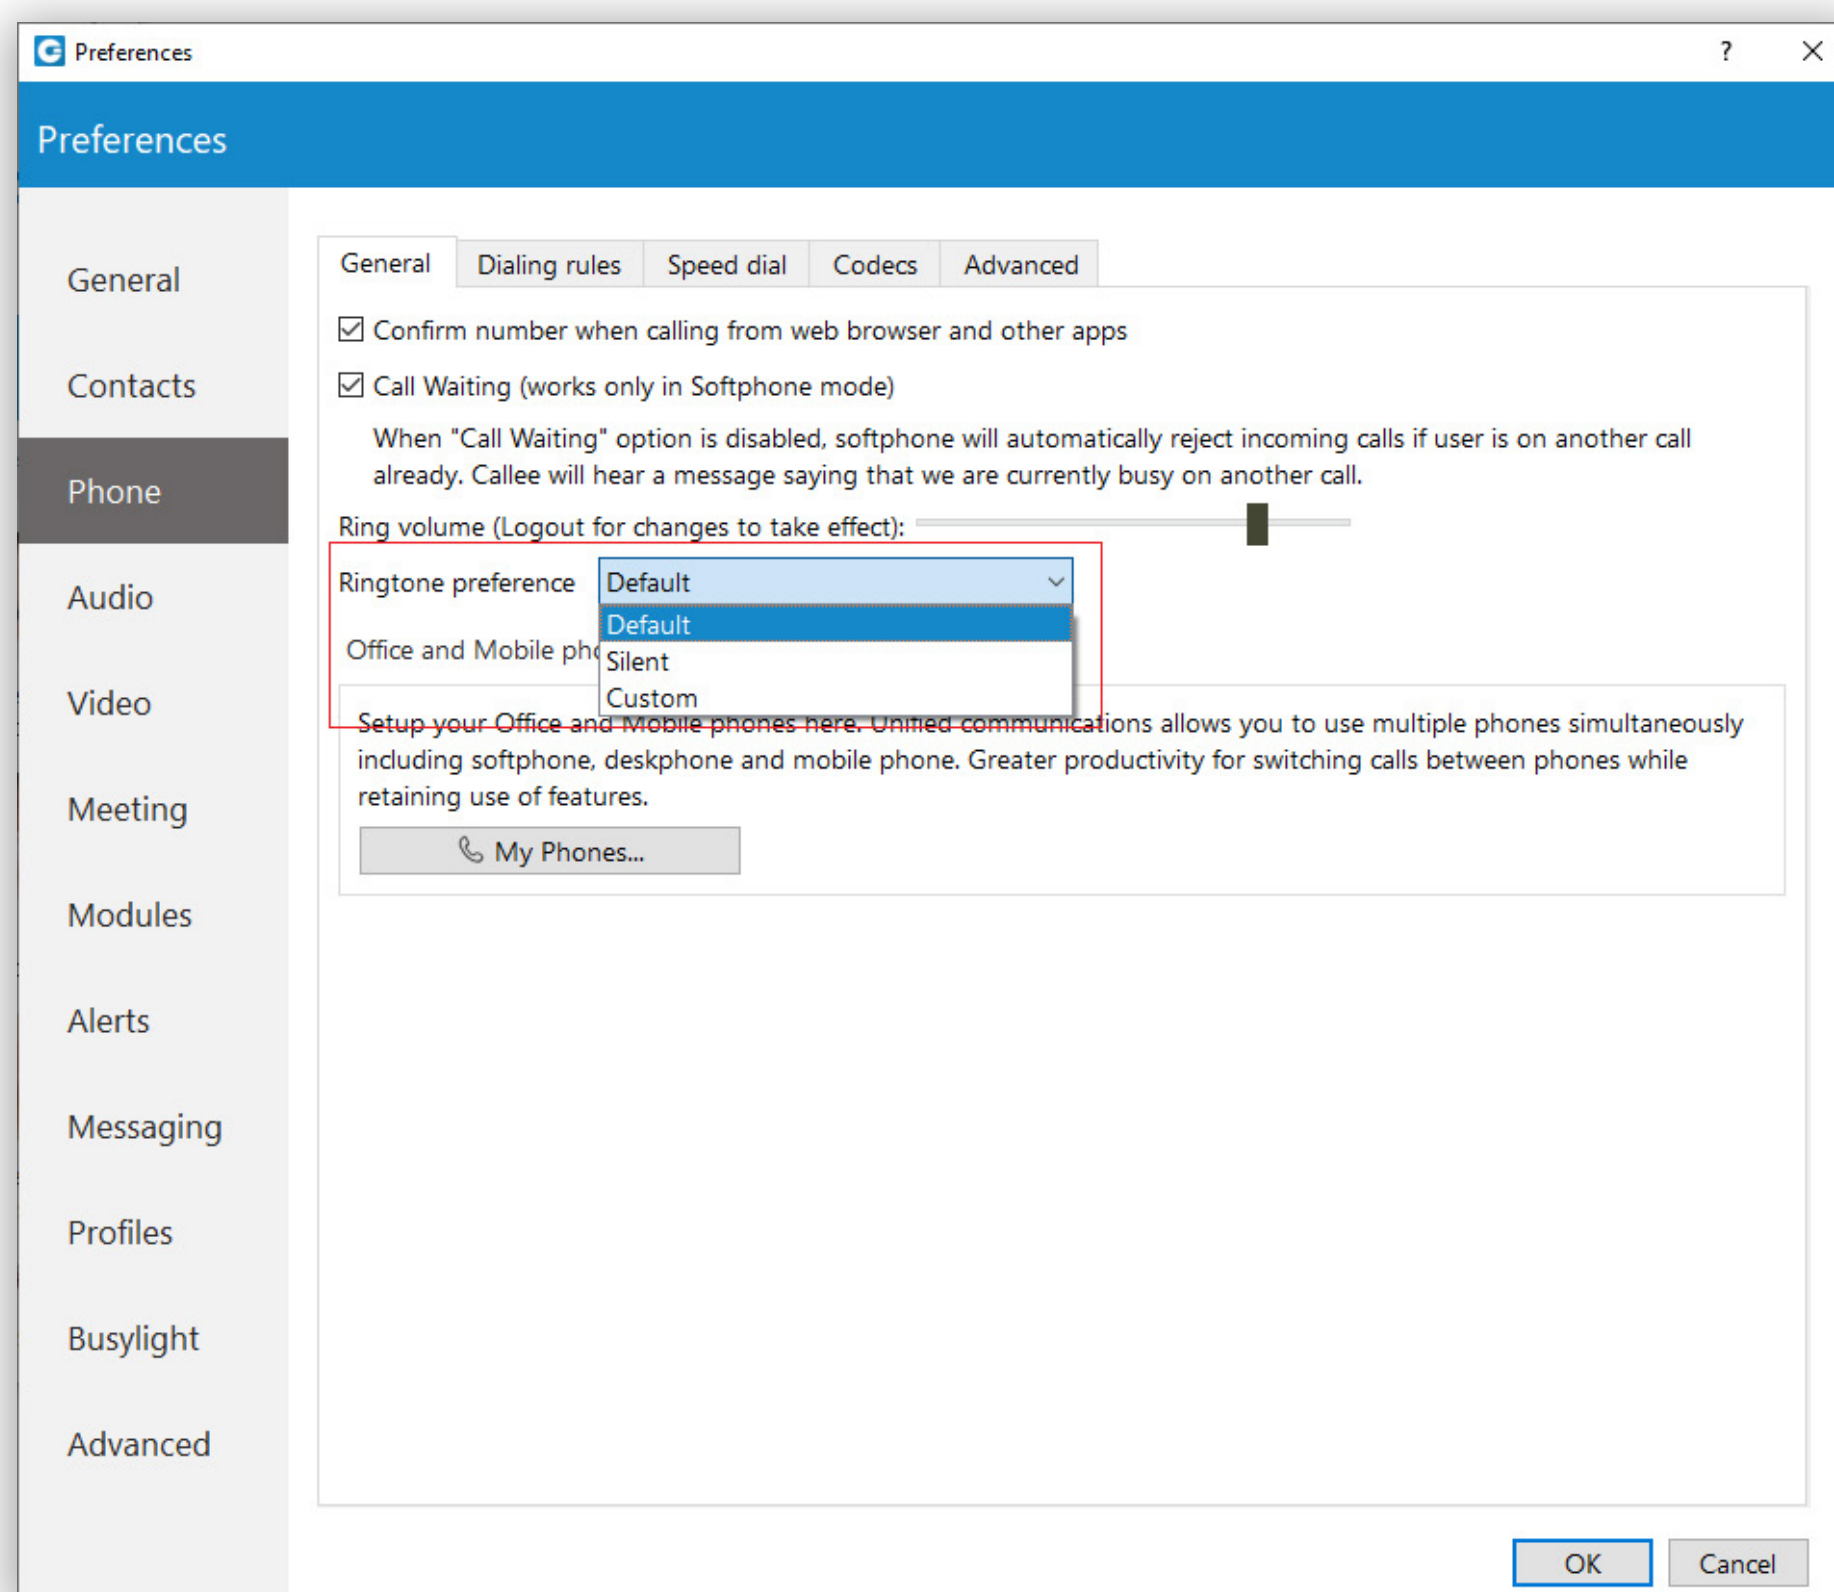 Preferences
?
Preferences
General
Contacts
Phone
Audio
Video
Meeting
Modules
Alerts
Messaging
Profiles
Busylight
Advanced
General Dialing rules Speed dial Codecs Advanced
Confirm number when calling from web browser and other apps
Call Waiting (works only in Softphone mode)
When "Call Waiting" option is disabled, softphone will automatically reject incoming calls if user is on another call
already. Callee will hear a message saying that we are currently busy on another call.
Ring volume (Logout for changes to take effect):
Ringtone preference Default
Default
Office and Mobile pho
Silent
Custom
Setup your Office and Mobile phones here. Unified communications allows you to use multiple phones simultaneously
including softphone, deskphone and mobile phone. Greater productivity for switching calls between phones while
retaining use of features.
My Phones...
OK Cancel